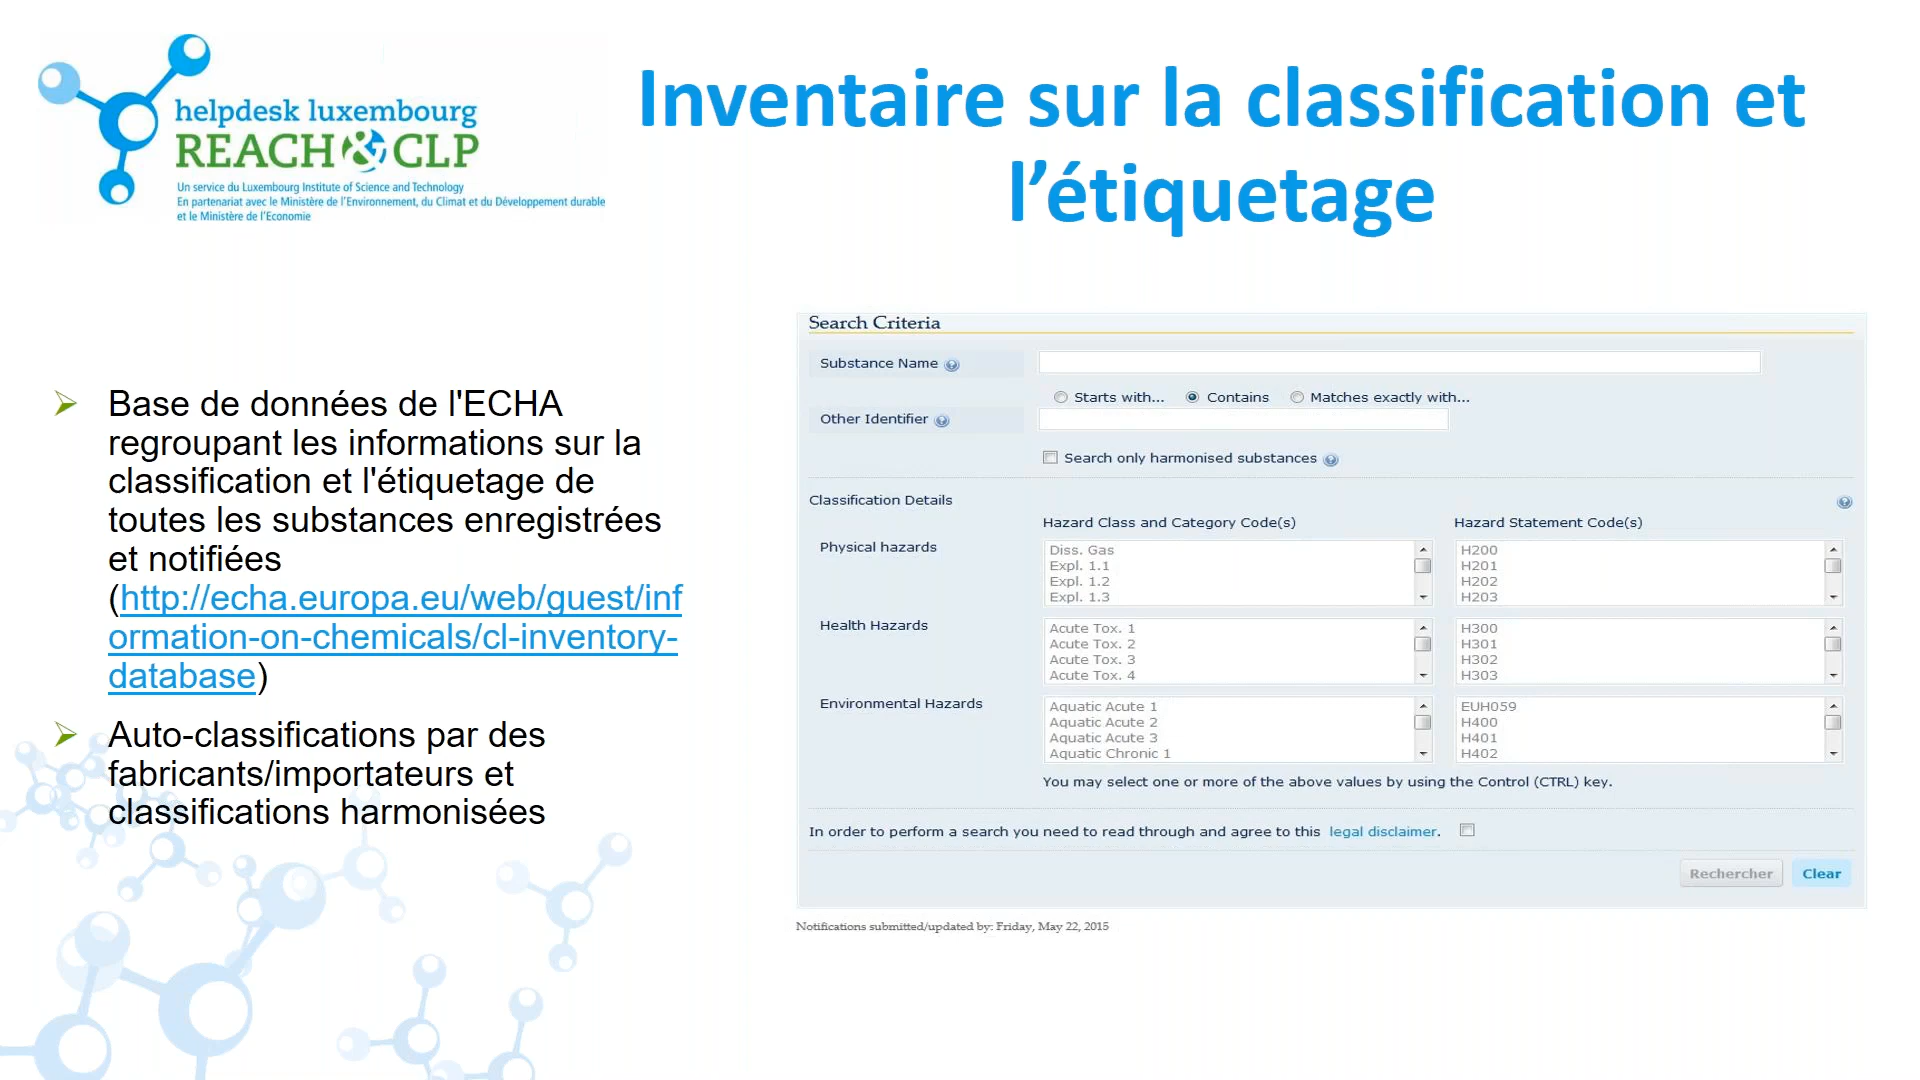 helpdesk luxembourg
REACH&CLP
Un service du Luxembourg Institute of Science and Technology
En partenariat avec le Ministère de l'Environnement, du Climat et du Développement durable
et le Ministère de l'Economie
Inventaire sur la classification et
l’étiquetage
Base de données de l'ECHA
regroupant les informations sur la
classification et l'étiquetage de
toutes les substances enregistrées
et notifiées
(http://echa.europa.eu/web/guest/inf
ormation-on-chemicals/cl-inventory-
database)
Auto-classifications par des
fabricants/importateurs et
classifications harmonisées
Search Criteria
Substance Name
Starts with... Contains Matches exactly with...
Other Identifier
Search only harmonised substances
Classification Details
Hazard Class and Category Code(s) Hazard Statement Code(s)
Physical hazards
Diss. Gas
Expl. 1.1
Expl. 1.2
Expl. 1.3
H200
H201
H202
H203
Health Hazards
Acute Tox. 1
Acute Tox. 2
Acute Tox. 3
Acute Tox. 4
H300
H301
H302
H303
Environmental Hazards
Aquatic Acute 1
Aquatic Acute 2
Aquatic Acute 3
Aquatic Chronic 1
EUH059
H400
H401
H402
You may select one or more of the above values by using the Control (CTRL) key.
In order to perform a search you need to read through and agree to this legal disclaimer.
Rechercher Clear
Notifications submitted/updated by: Friday, May 22, 2015